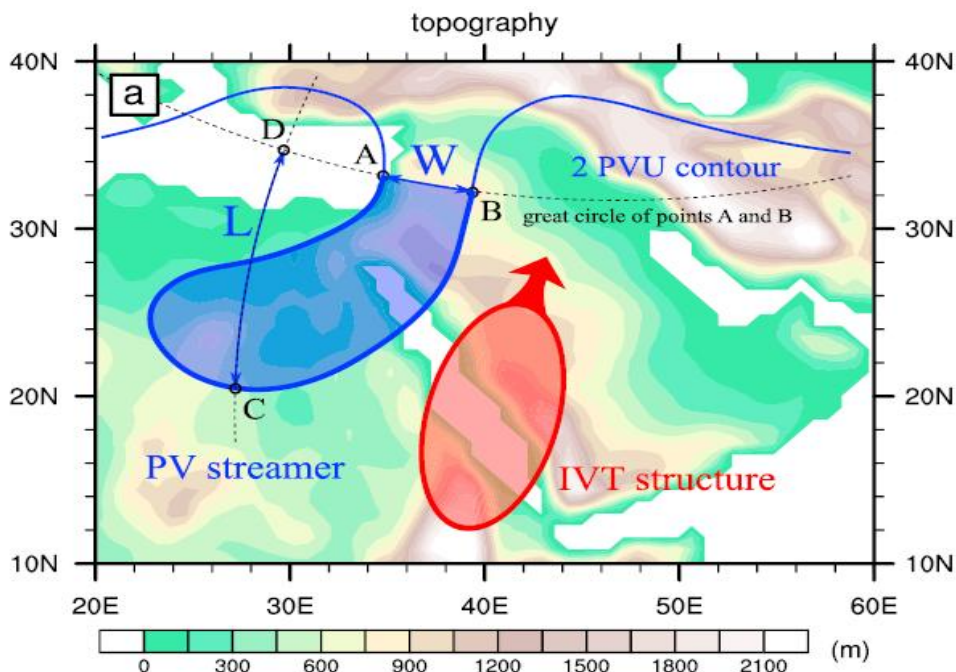 topography
40N
40N
a
D
A
W
2 PVU contour
B
great circle of points A and B
30N
30N
L
20N
20N
C
PV streamer
IVT structure
10N
10N
20E 30E 40E 50E 60E
0 300 600 900 1200 1500 1800 2100 (m)